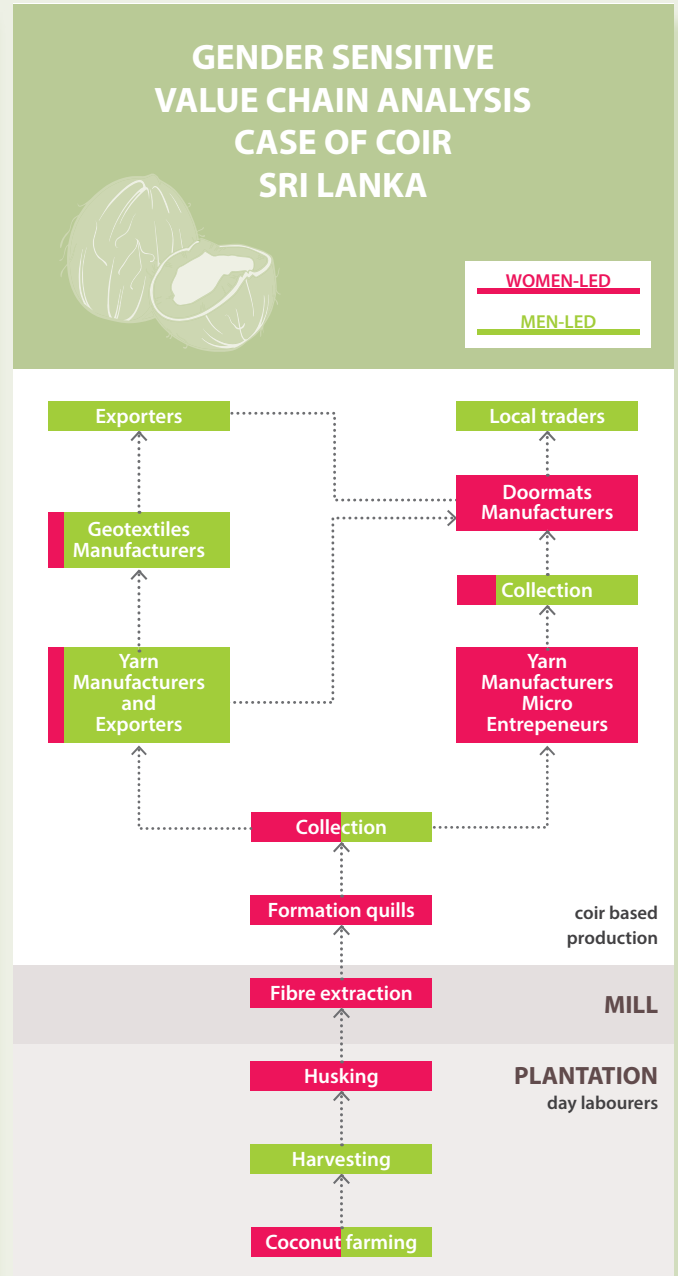 GENDER SENSITIVE
VALUE CHAIN ANALYSIS
CASE OF COIR
SRI LANKA
WOMEN-LED
MEN-LED
Exporters
Local traders
Doormats
Manufacturers
Geotextiles
Manufacturers
Collection
Yarn
Manufacturers
and
Exporters
Yarn
Manufacturers
Micro
Entrepeneurs
Collection
Formation quills
coir based
production
Fibre extraction
MILL
Husking
PLANTATION
day labourers
Harvesting
Coconut farming